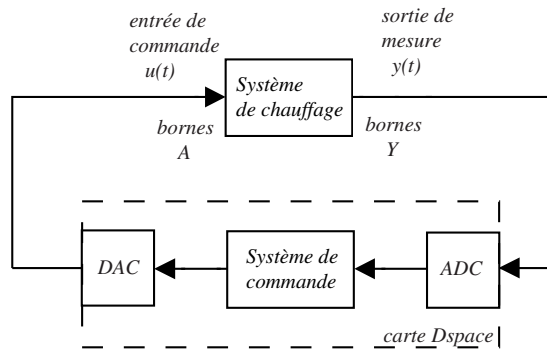 entrée de
commande
u(t)
sortie de
mesure
y(t)
Système
de chauffage
bornes
A
bornes
Y
DAC
Système de
commande
ADC
carte Dspace